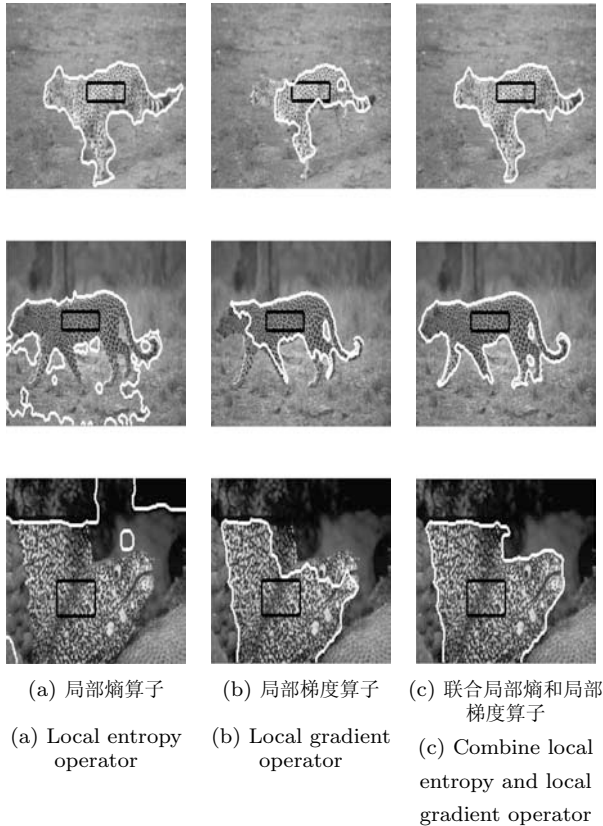 (a) 局部熵算子
(b) 局部梯度算子
(c) 联合局部熵和局部
梯度算子
(a) Local entropy
operator
(b) Local gradient
operator
(c) Combine local
entropy and local
gradient operator